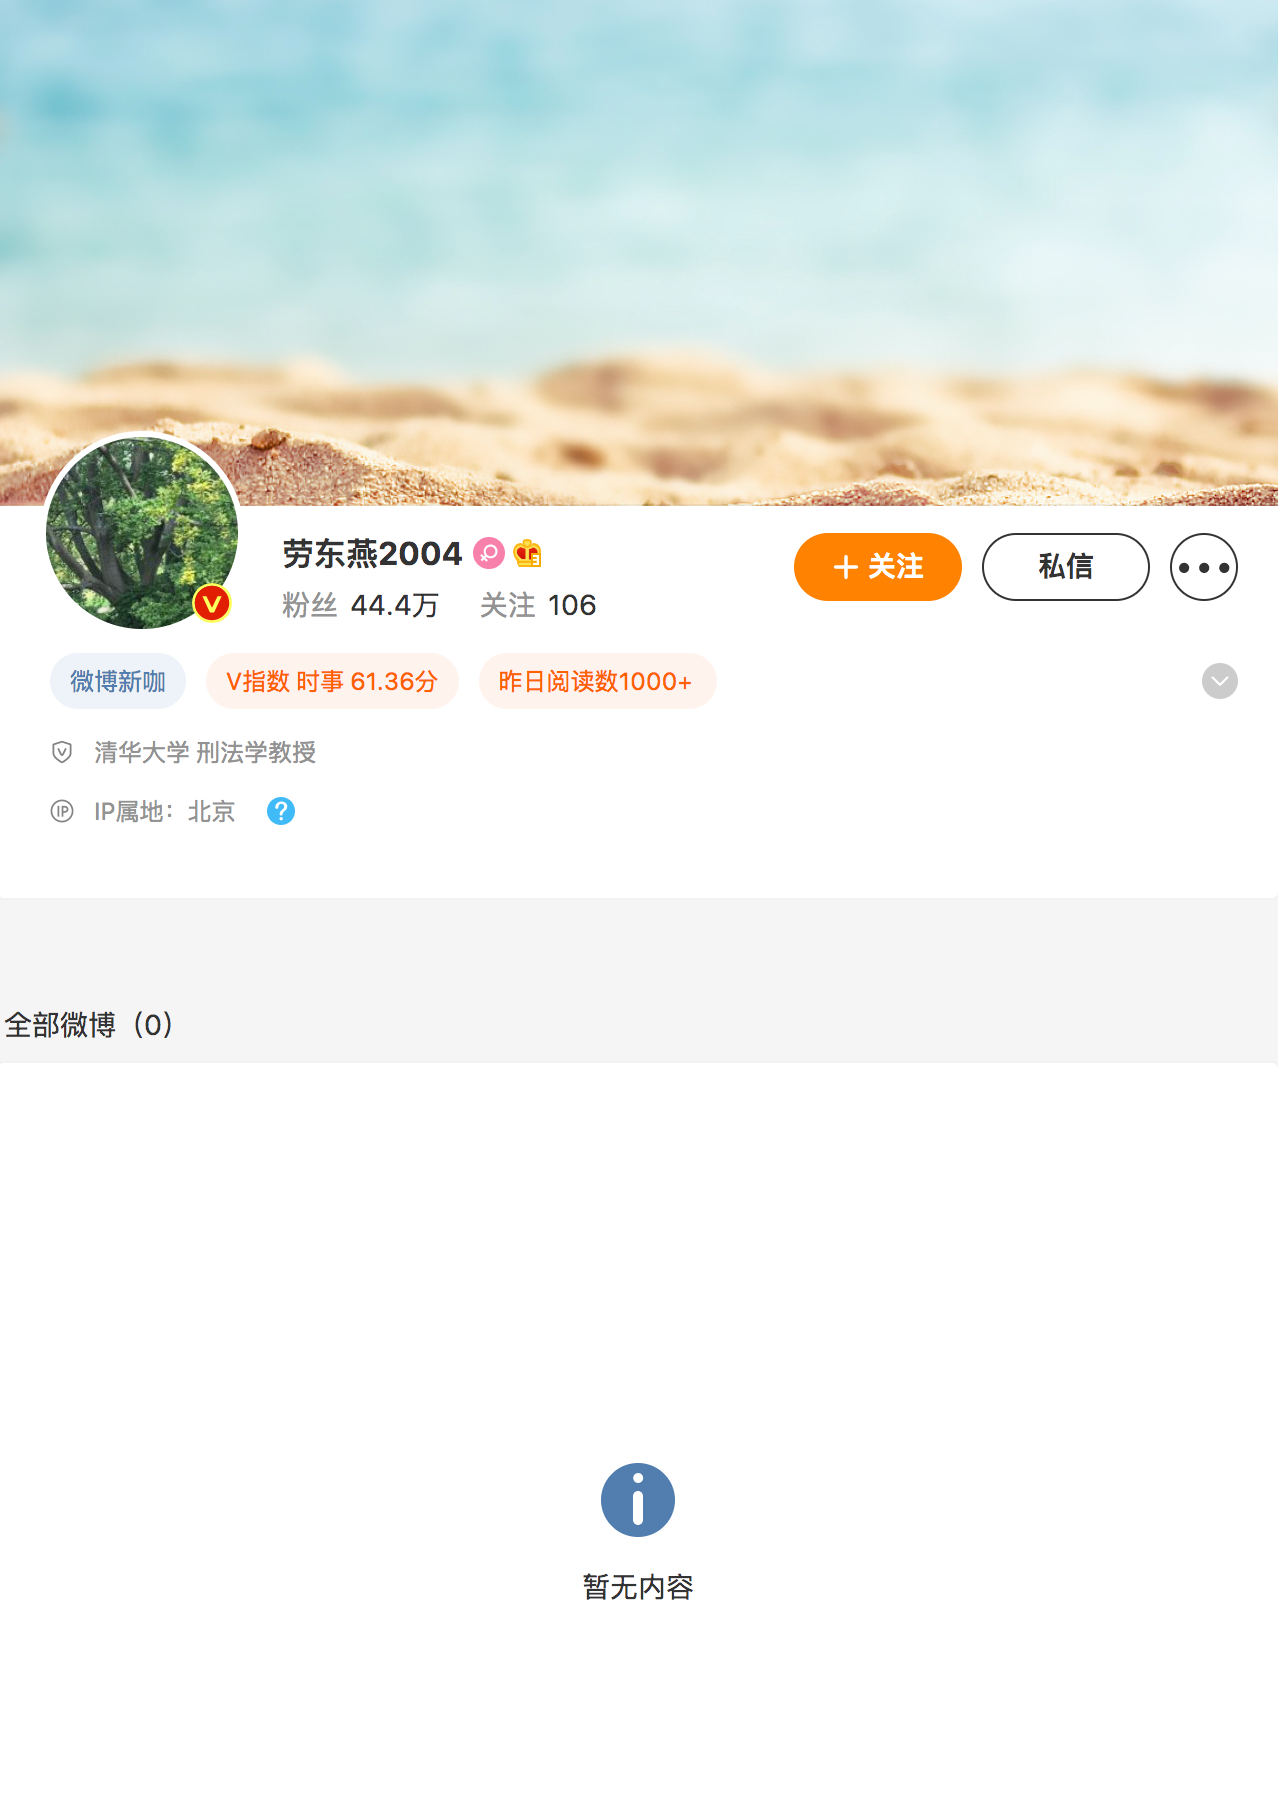 劳东燕2004
粉丝 44.4万 关注 106
+ 关注
私信
微博新咖 V指数 时事 61.36分 昨日阅读数1000+
清华大学 刑法学教授
IP IP属地：北京 ?
全部微博（0）
暂无内容